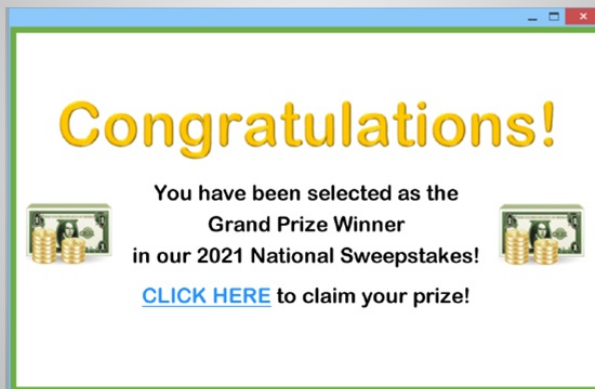 Congratulations!
You have been selected as the
Grand Prize Winner
in our 2021 National Sweepstakes!
CLICK HERE to claim your prize!